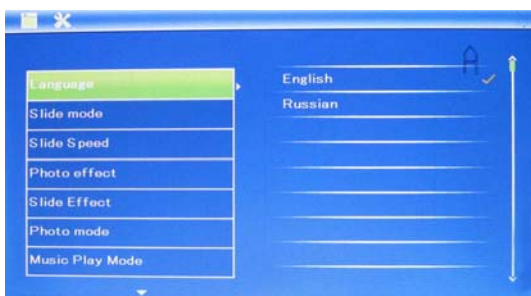 Language
Slide mode
Slide Speed
Photo effect
Slide Effect
Photo mode
Music Play Mode
English
Russian